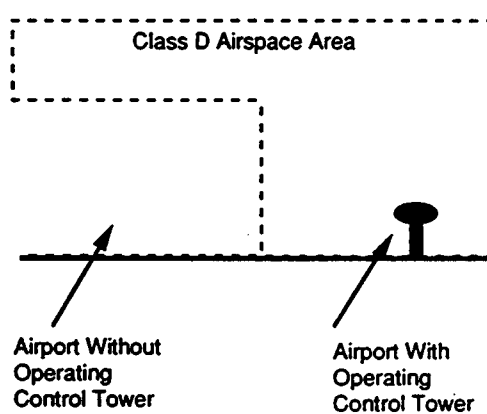 Class D Airspace Area
Airport Without
Operating
Control Tower
Airport With
Operating
Control Tower